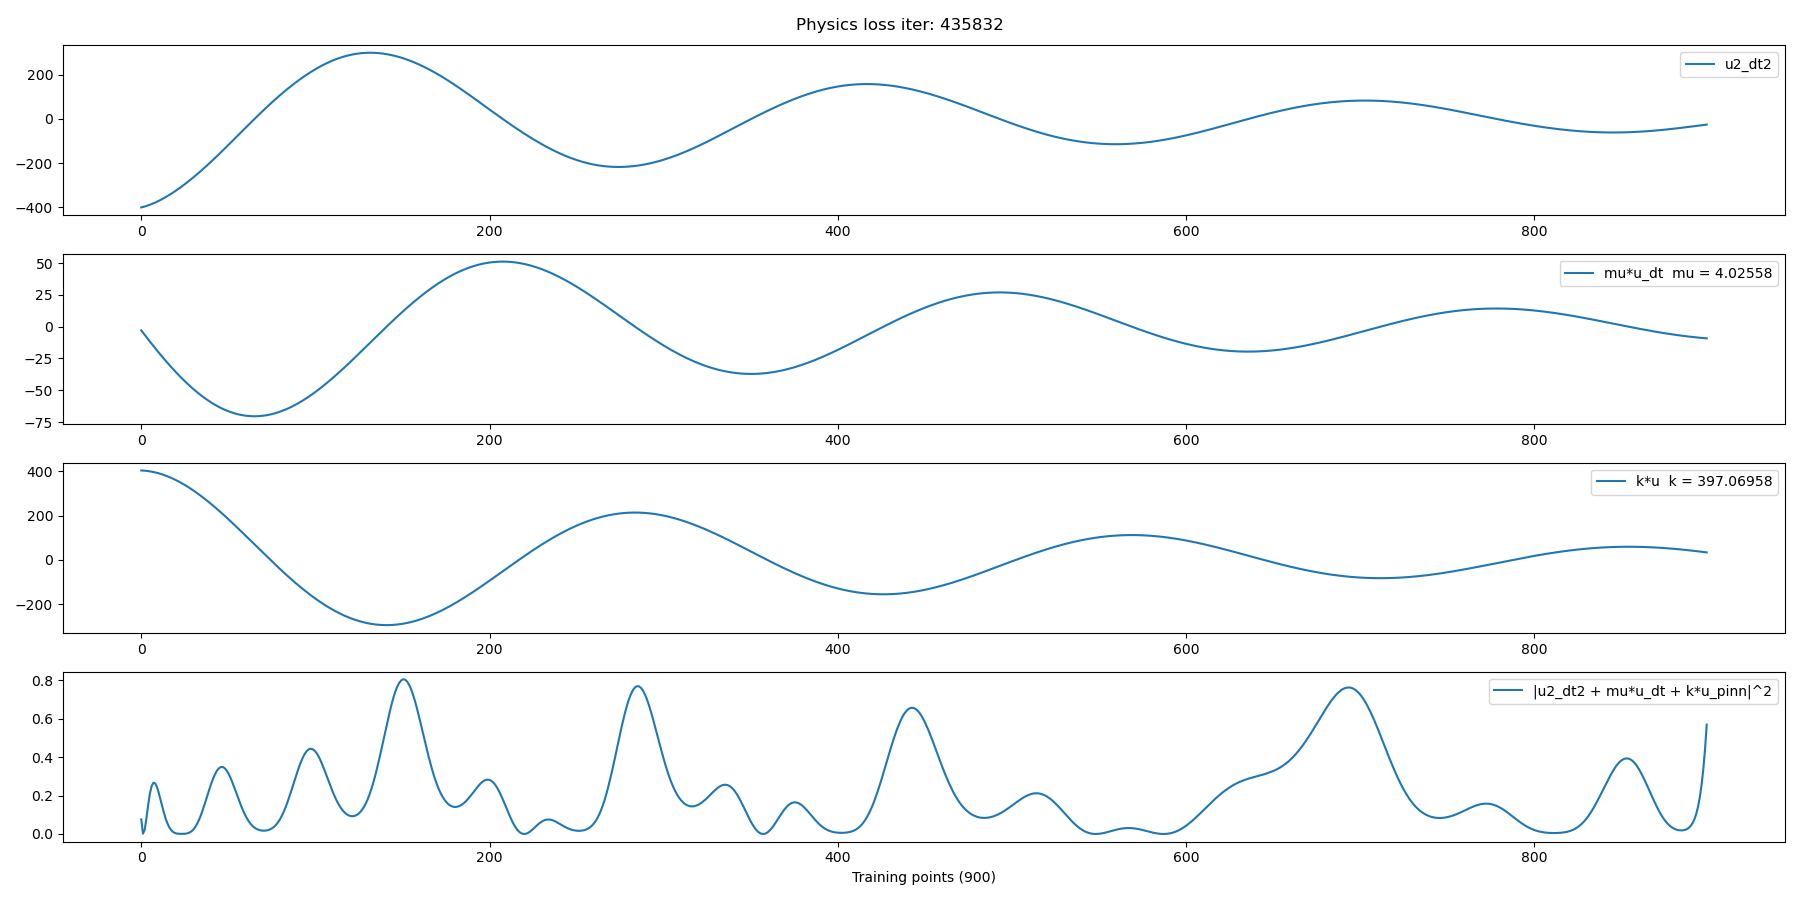 Physics loss iter: 435832
200
0
−200
−400
u2_dt2
0 200 400 600 800
50
25
0
−25
−50
−75
mu*u_dt  mu = 4.02558
0 200 400 600 800
400
200
0
−200
k*u  k = 397.06958
0 200 400 600 800
0.8
0.6
0.4
0.2
0.0
|u2_dt2 + mu*u_dt + k*u_pinn|^2
0 200 400 600 800
Training points (900)